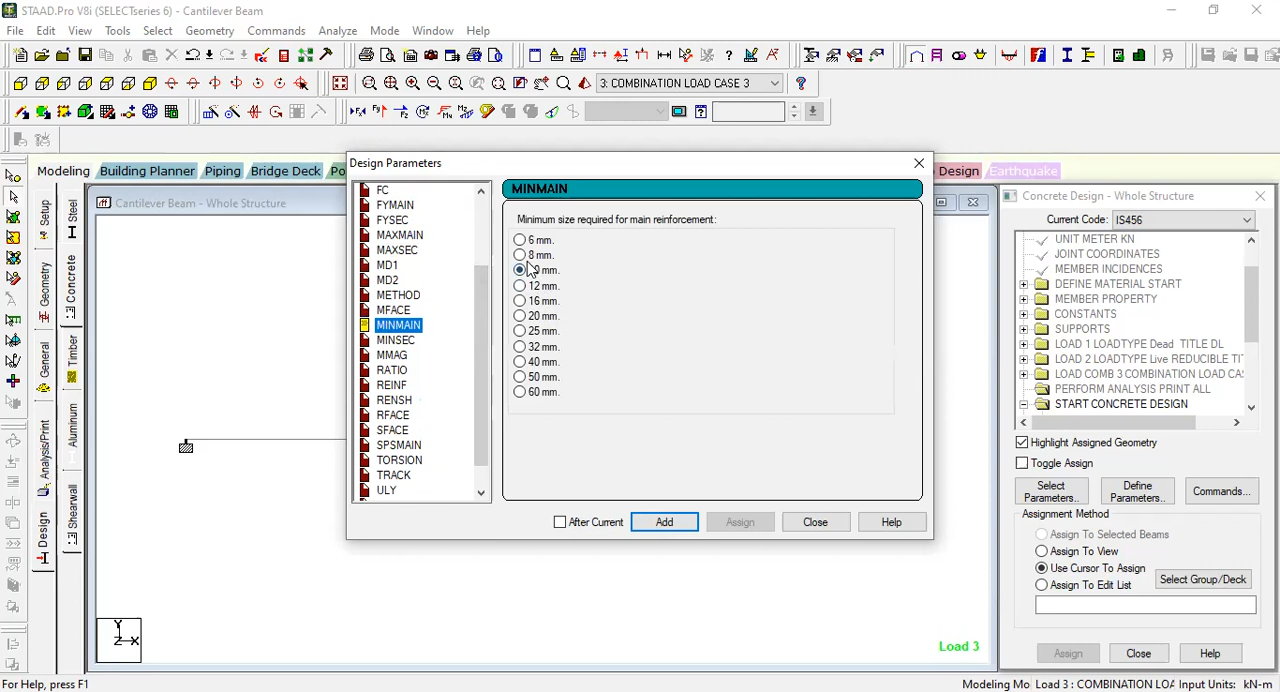 STAAD.Pro V8i (SELECTseries 6) - Cantilever Beam
File Edit View Tools Select Geometry Commands Analyze Mode Window Help
3: COMBINATION LOAD CASE 3
Modeling Building Planner Piping Bridge Deck Design Earthquake
Cantilever Beam - Whole Structure
Setup
Geometry
General
Analysis/Print
Design
Steel
Concrete
Timber
Aluminum
Shearwall
Design Parameters
FC
FYMAIN
FYSEC
MAXMAIN
MAXSEC
MD1
MD2
METHOD
MFACE
MINMAIN
MINSEC
MMAG
RATIO
REINF
RENSH
RFACE
SFACE
SPSMAIN
TORSION
TRACK
ULY
MINMAIN
Minimum size required for main reinforcement:
6 mm.
8 mm.
0 mm.
12 mm.
16 mm.
20 mm.
25 mm.
32 mm.
40 mm.
50 mm.
60 mm.
After Current Add Assign Close Help
Concrete Design - Whole Structure
Current Code: IS456
UNIT METER KN
JOINT COORDINATES
MEMBER INCIDENCES
DEFINE MATERIAL START
MEMBER PROPERTY
CONSTANTS
SUPPORTS
LOAD 1 LOADTYPE Dead TITLE DL
LOAD 2 LOADTYPE Live REDUCIBLE TI
LOAD COMB 3 COMBINATION LOAD CA
PERFORM ANALYSIS PRINT ALL
START CONCRETE DESIGN
Highlight Assigned Geometry
Toggle Assign
Select Parameters..
Define Parameters..
Commands...
Assignment Method
Assign To Selected Beams
Assign To View
Use Cursor To Assign
Select Group/Deck
Assign To Edit List
Assign Close Help
Y
Z X
Load 3
For Help, press F1
Modeling Mo Load 3 : COMBINATION LOA Input Units: kN-m